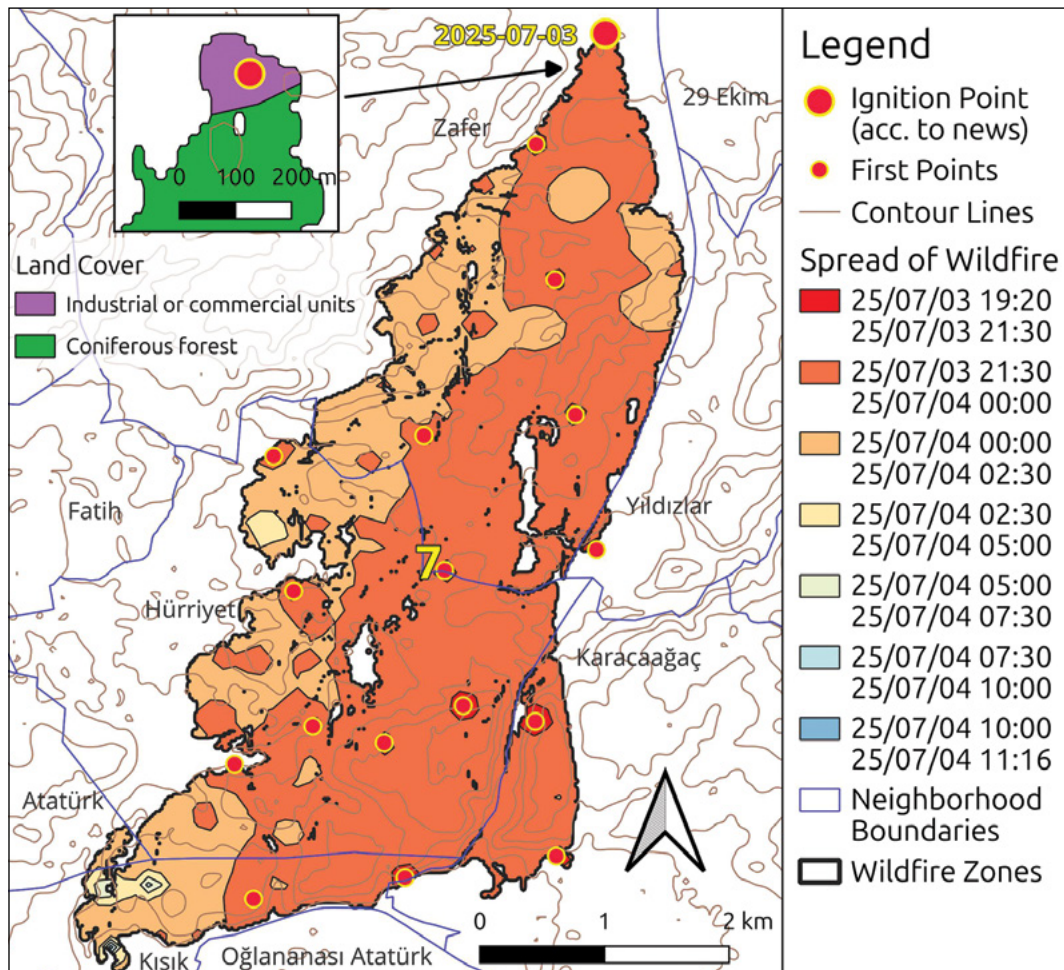 2025-07-03
29 Ekim
Zafer
0 100 200 m
Land Cover
Industrial or commercial units
Coniferous forest
Fatih
Yıldızlar
7
Hürriyet
Karacaağaç
Atatürk
0 1 2 km
Kısık
Oğlananası Atatürk
Legend
Ignition Point
(acc. to news)
First Points
Contour Lines
Spread of Wildfire
25/07/03 19:20
25/07/03 21:30
25/07/03 21:30
25/07/04 00:00
25/07/04 00:00
25/07/04 02:30
25/07/04 02:30
25/07/04 05:00
25/07/04 05:00
25/07/04 07:30
25/07/04 07:30
25/07/04 10:00
25/07/04 10:00
25/07/04 11:16
Neighborhood
Boundaries
Wildfire Zones